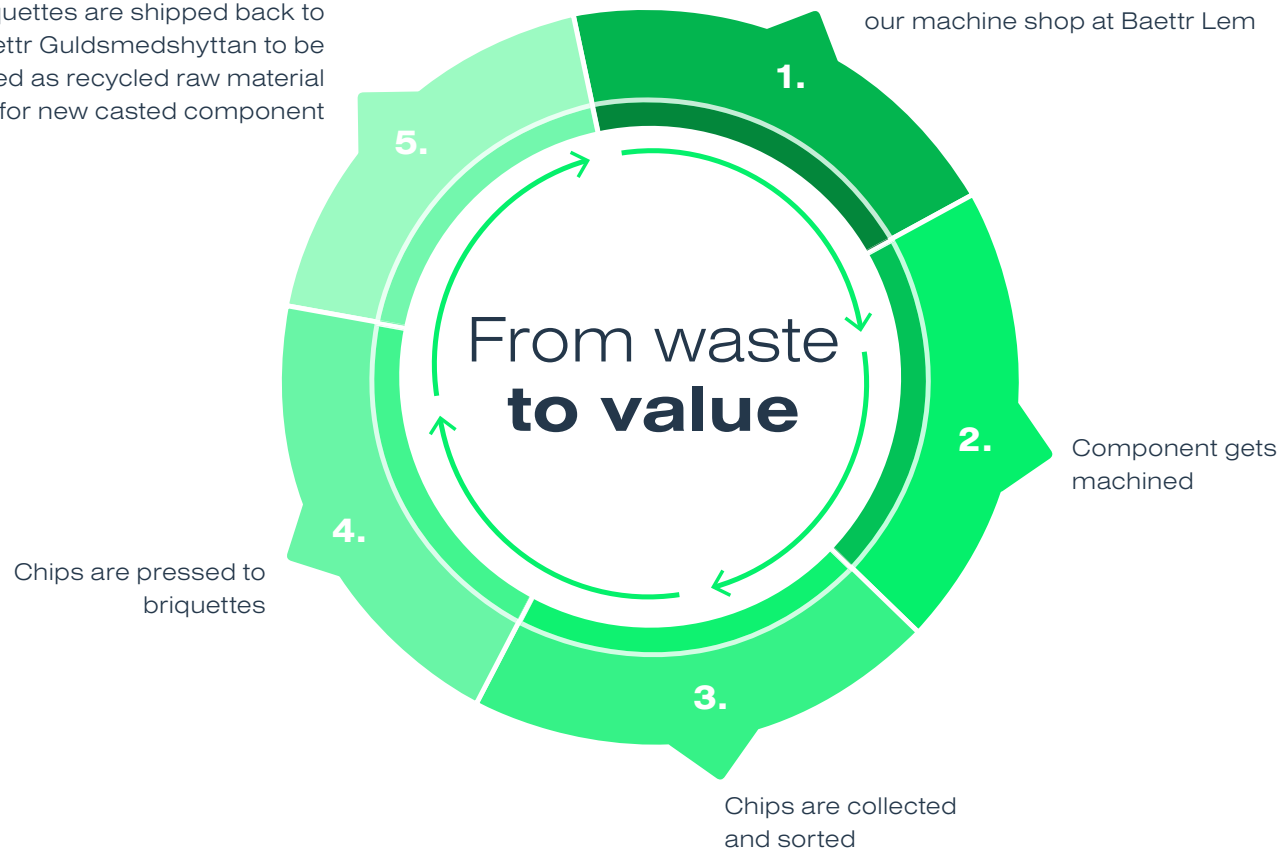 quettes are shipped back to
ettr Guldsmedshyttan to be
ed as recycled raw material
for new casted component
our machine shop at Baettr Lem
1.
5.
From waste
to value
2.
Component gets
machined
4.
Chips are pressed to
briquettes
3.
Chips are collected
and sorted